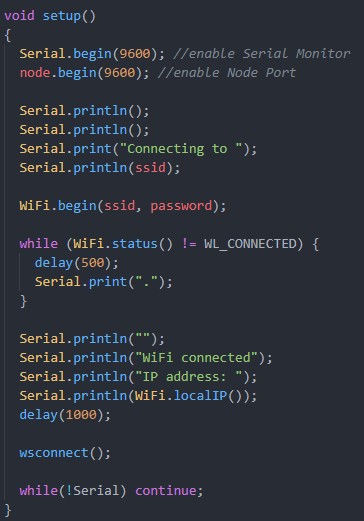 void setup()
{
  Serial.begin(9600); //enable Serial Monitor
  node.begin(9600); //enable Node Port

  Serial.println();
  Serial.println();
  Serial.print("Connecting to ");
  Serial.println(ssid);

  WiFi.begin(ssid, password);

  while (WiFi.status() != WL_CONNECTED) {
    delay(500);
    Serial.print(".");
  }

  Serial.println("");
  Serial.println("WiFi connected");
  Serial.println("IP address: ");
  Serial.println(WiFi.localIP());
  delay(1000);

  wsconnect();

  while(!Serial) continue;
}